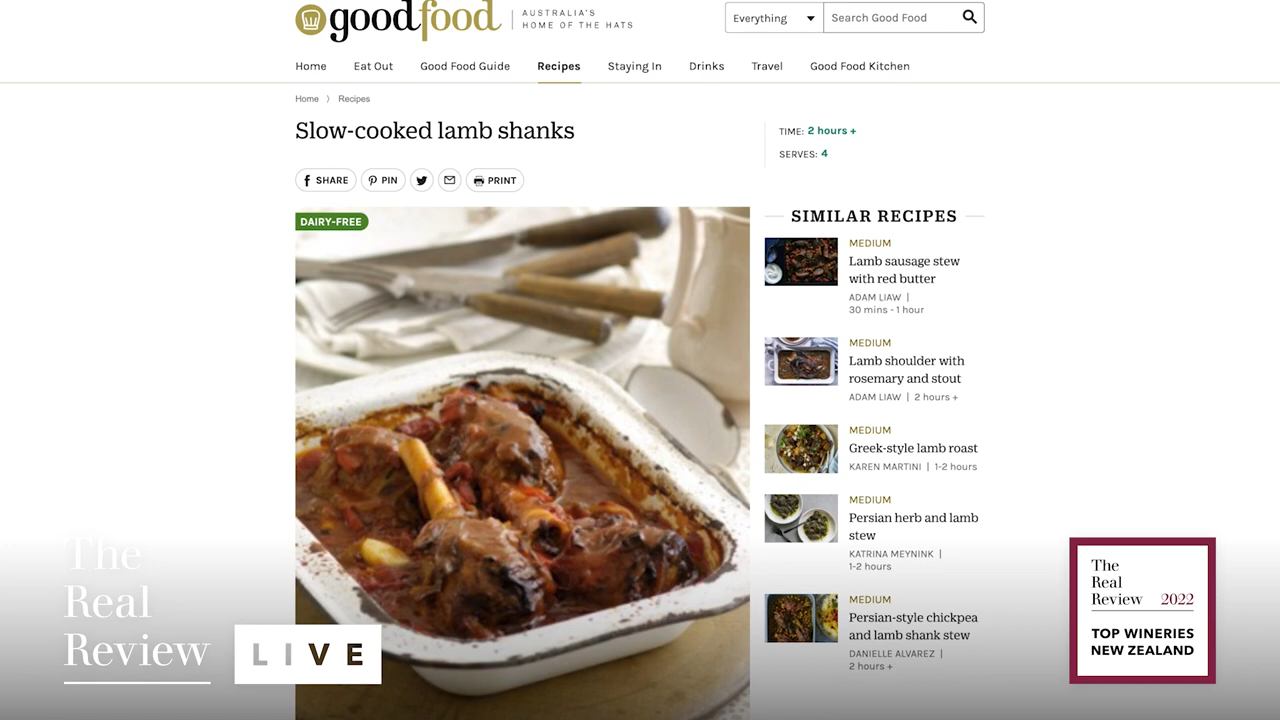 goodfood
AUSTRALIA'S
HOME OF THE HATS
Everything
Search Good Food
Home
Eat Out
Good Food Guide
Recipes
Staying In
Drinks
Travel
Good Food Kitchen
Home 〉 Recipes
Slow-cooked lamb shanks
TIME: 2 hours +
SERVES: 4
SHARE
PIN
PRINT
DAIRY-FREE
SIMILAR RECIPES
MEDIUM
Lamb sausage stew
with red butter
ADAM LIAW |
30 mins - 1 hour
MEDIUM
Lamb shoulder with
rosemary and stout
ADAM LIAW | 2 hours +
MEDIUM
Greek-style lamb roast
KAREN MARTINI | 1-2 hours
MEDIUM
Persian herb and lamb
stew
KATRINA MEYNINK |
1-2 hours
MEDIUM
Persian-style chickpea
and lamb shank stew
DANIELLE ALVAREZ |
2 hours +
The
Real
Review
LIVE
The
Real
Review 2022
TOP WINERIES
NEW ZEALAND